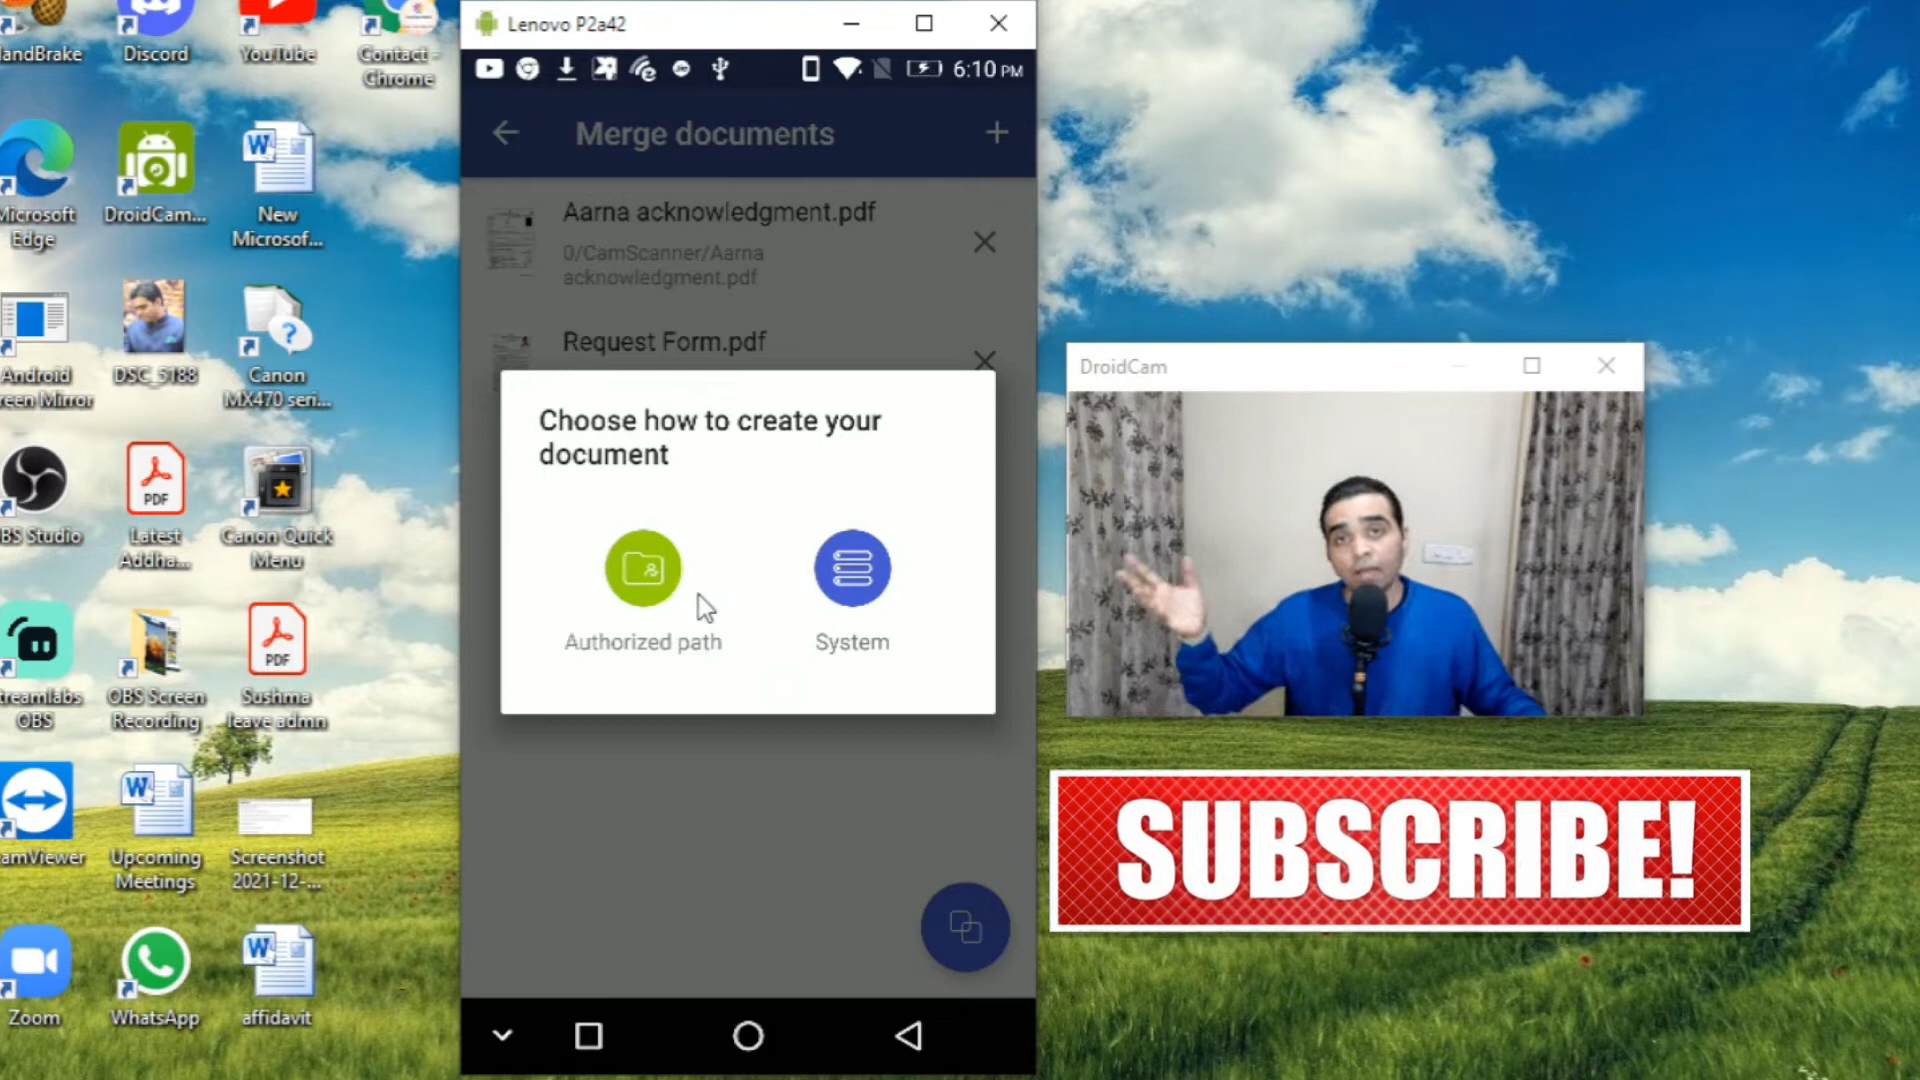 HandBrake
Discord
YouTube
Contact -
Chrome
Microsoft
Edge
DroidCam...
New
Microsof...
Android
reen Mirror
DSC_5188
Canon
MX470 seri...
BS Studio
PDF
Latest
Addha...
Canon Quick
Menu
treamlabs
OBS
OBS Screen
Recording
PDF
Sushma
leave admn
amViewer
Upcoming
Meetings
Screenshot
2021-12-...
Zoom
WhatsApp
affidavit
Lenovo P2a42
6:10 PM
Merge documents
Aarna acknowledgment.pdf
0/CamScanner/Aarna
acknowledgment.pdf
Request Form.pdf
Choose how to create your
document
Authorized path
System
DroidCam
SUBSCRIBE!